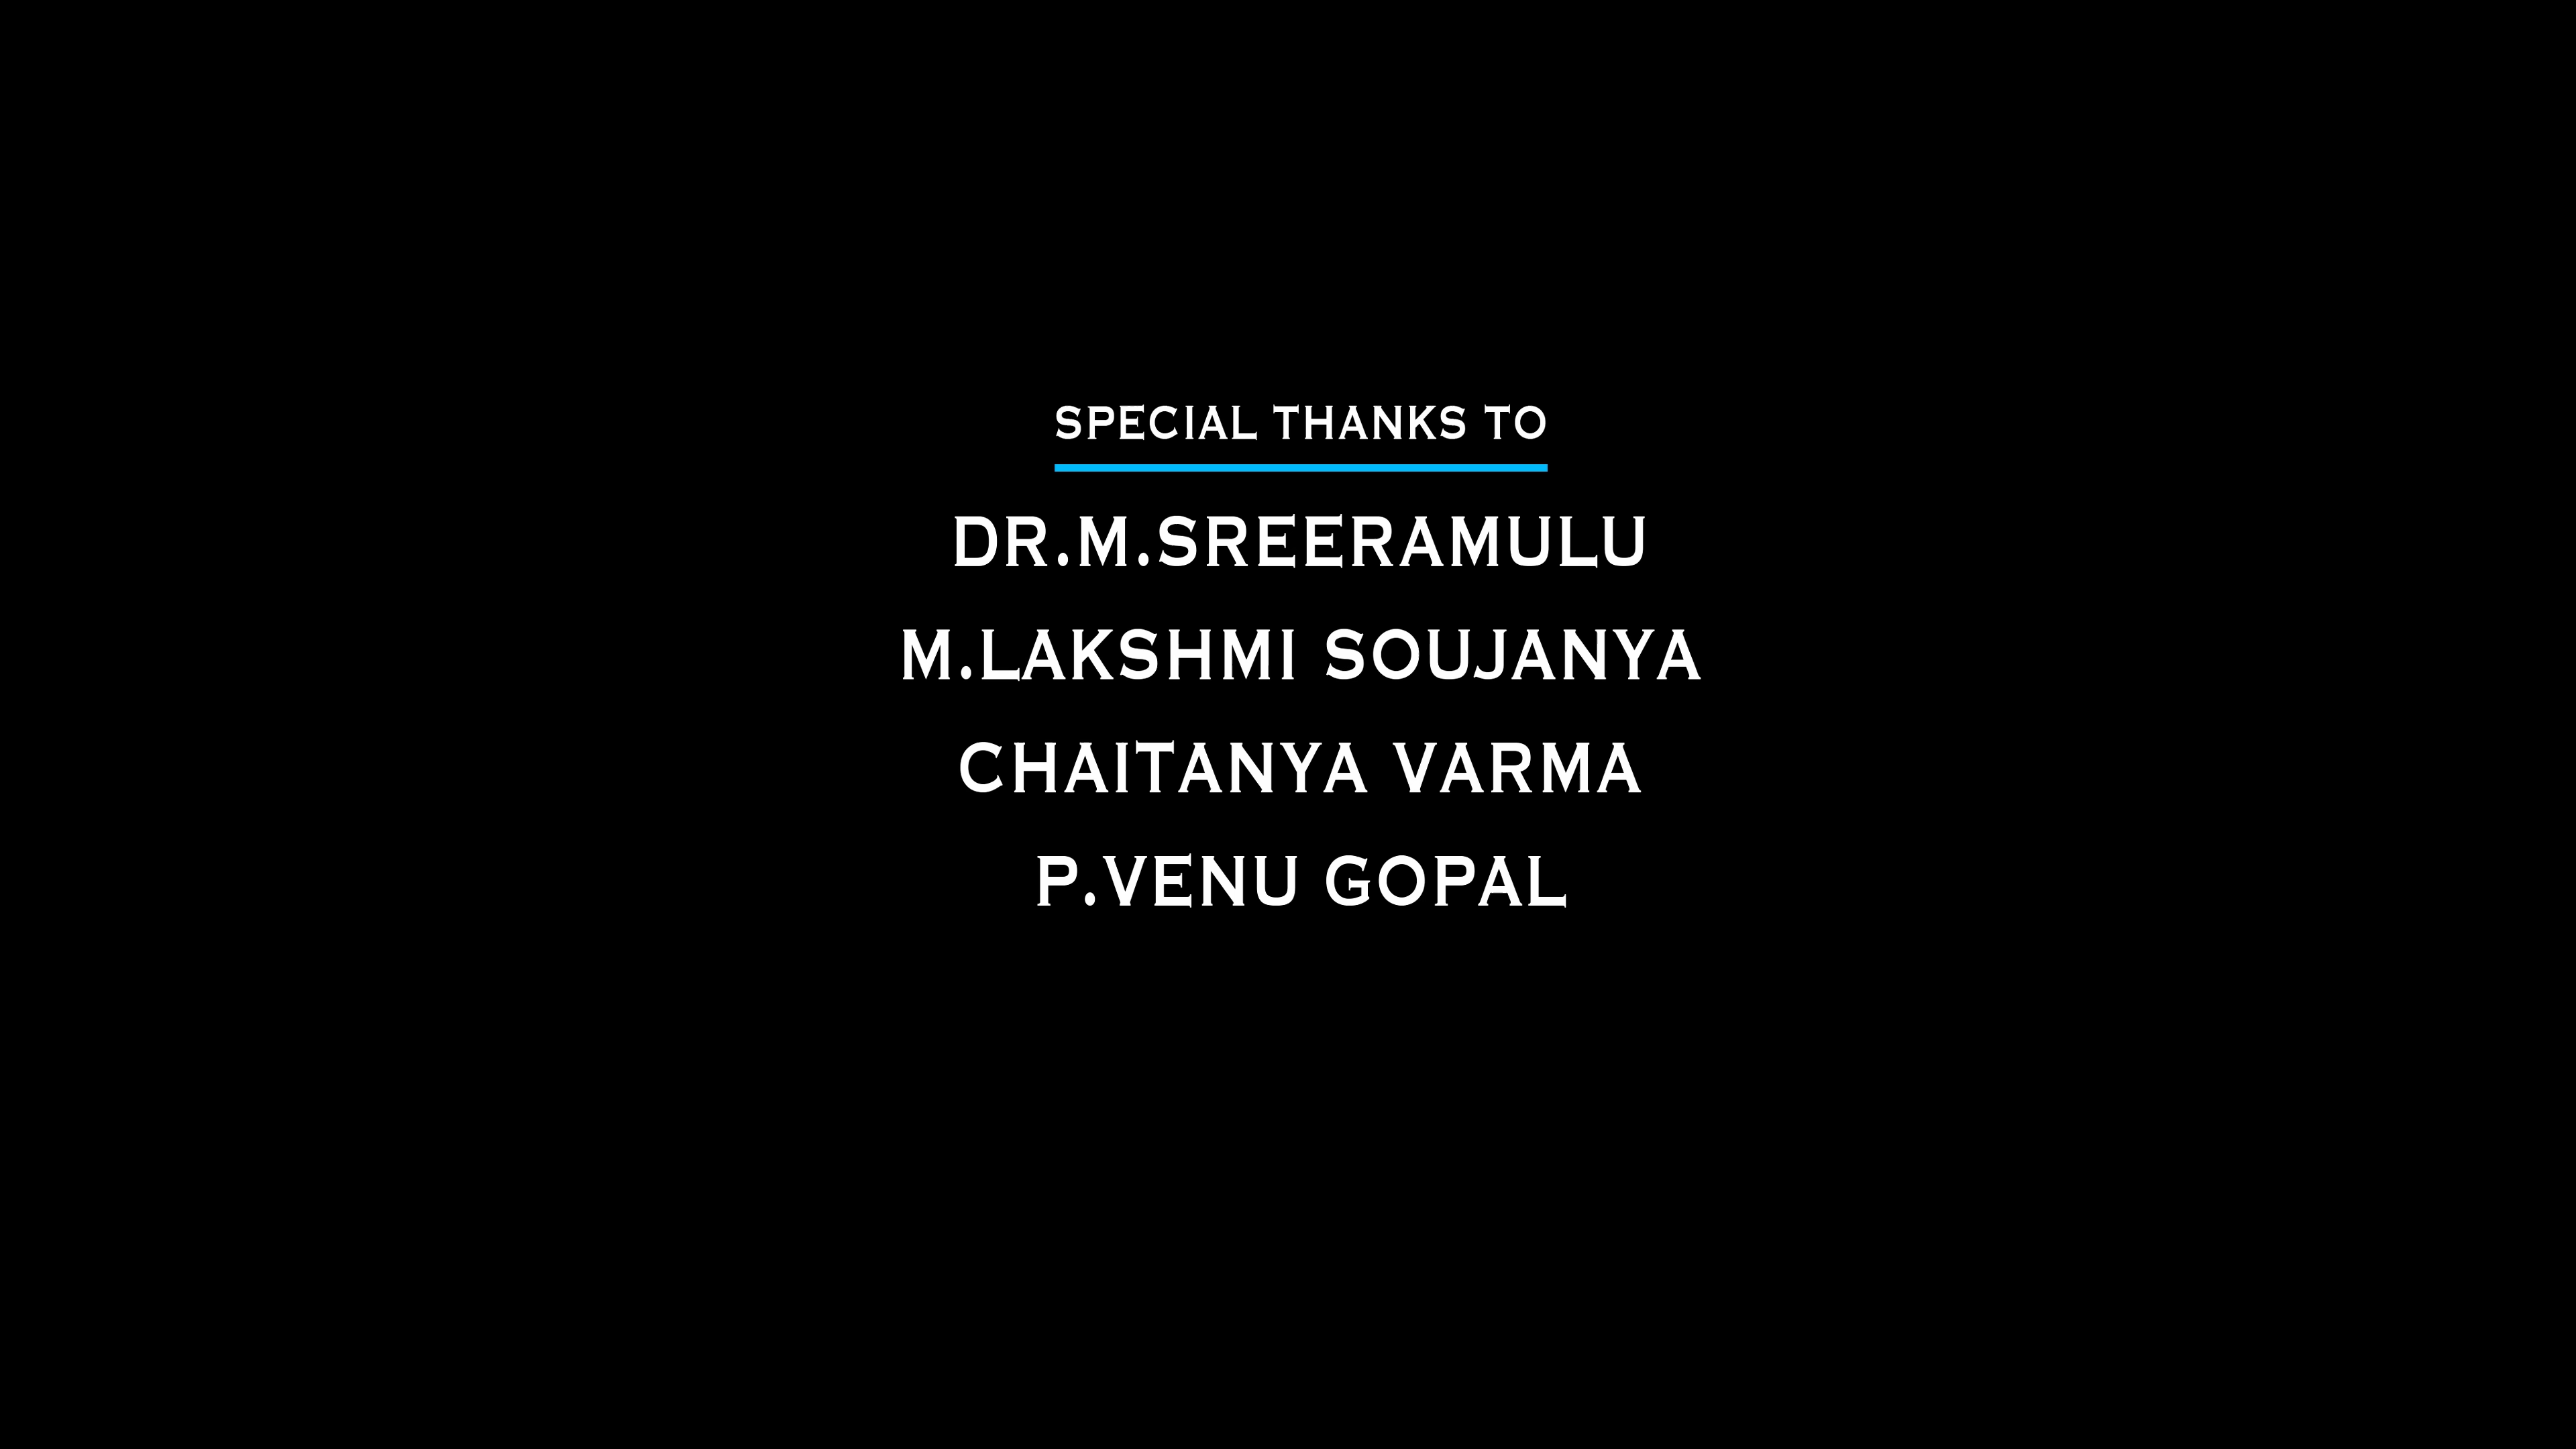 SPECIAL THANKS TO
DR.M.SREERAMULU
M.LAKSHMI SOUJANYA
CHAITANYA VARMA
P.VENU GOPAL